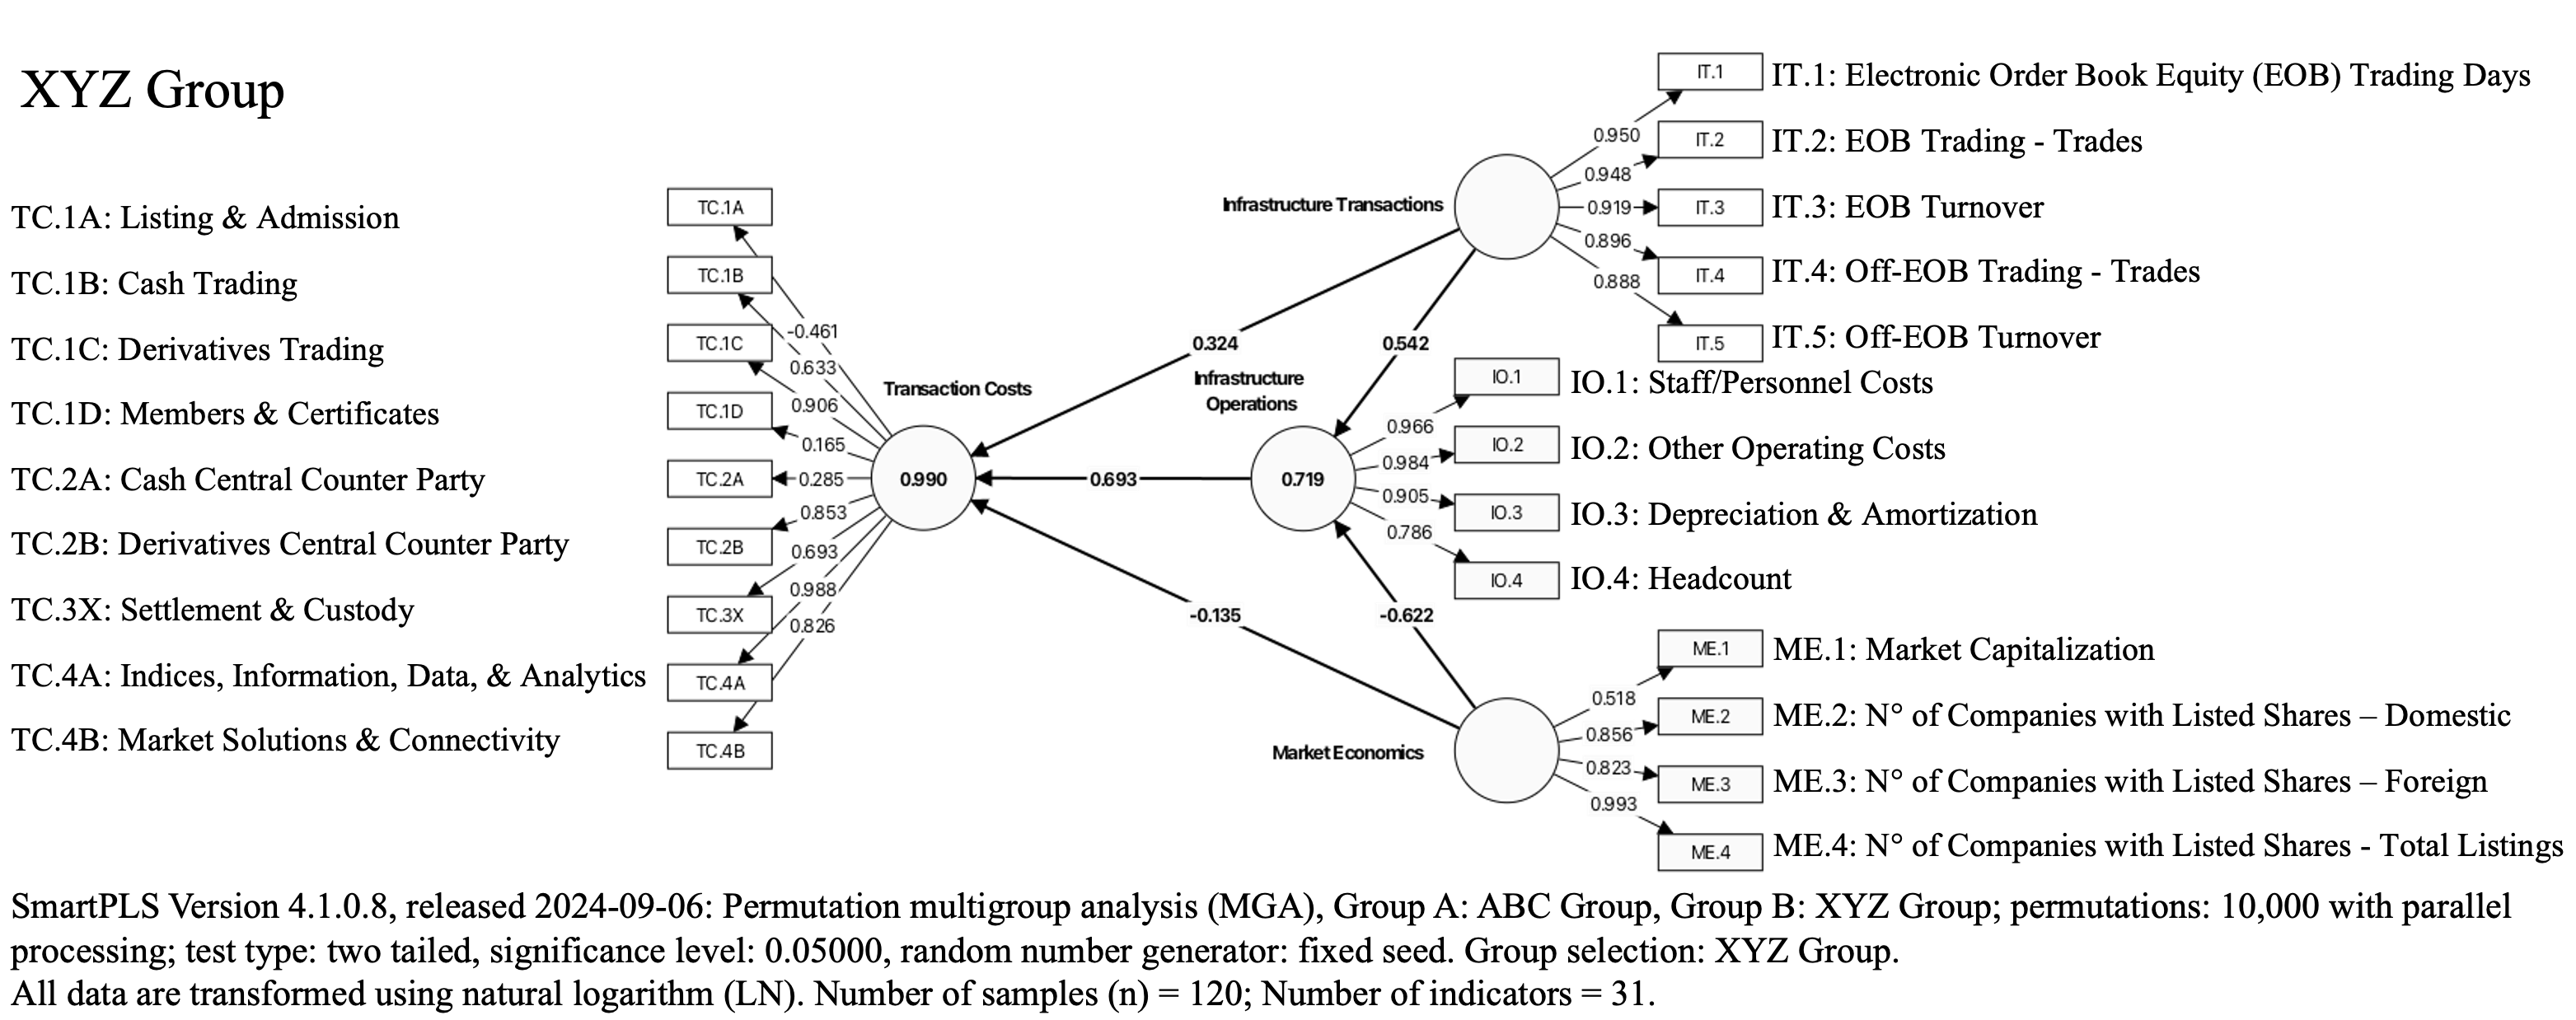 XYZ Group
TC.1A: Listing & Admission
TC.1B: Cash Trading
TC.1C: Derivatives Trading
TC.1D: Members & Certificates
TC.2A: Cash Central Counter Party
TC.2B: Derivatives Central Counter Party
TC.3X: Settlement & Custody
TC.4A: Indices, Information, Data, & Analytics
TC.4B: Market Solutions & Connectivity
TC.1A
TC.1B
TC.1C
TC.1D
TC.2A
TC.2B
TC.3X
TC.4A
TC.4B
-0.461
0.633
0.906
0.165
0.285
0.853
0.693
0.988
0.826
Transaction Costs
0.990
0.324
0.693
-0.135
Infrastructure Transactions
0.542
Infrastructure
Operations
0.719
-0.622
Market Economics
0.950
0.948
0.919
0.896
0.888
IT.1
IT.2
IT.3
IT.4
IT.5
IT.1: Electronic Order Book Equity (EOB) Trading Days
IT.2: EOB Trading - Trades
IT.3: EOB Turnover
IT.4: Off-EOB Trading - Trades
IT.5: Off-EOB Turnover
0.966
0.984
0.905
0.786
IO.1
IO.2
IO.3
IO.4
IO.1: Staff/Personnel Costs
IO.2: Other Operating Costs
IO.3: Depreciation & Amortization
IO.4: Headcount
0.518
0.856
0.823
0.993
ME.1
ME.2
ME.3
ME.4
ME.1: Market Capitalization
ME.2: N° of Companies with Listed Shares – Domestic
ME.3: N° of Companies with Listed Shares – Foreign
ME.4: N° of Companies with Listed Shares - Total Listings
SmartPLS Version 4.1.0.8, released 2024-09-06: Permutation multigroup analysis (MGA), Group A: ABC Group, Group B: XYZ Group; permutations: 10,000 with parallel
processing; test type: two tailed, significance level: 0.05000, random number generator: fixed seed. Group selection: XYZ Group.
All data are transformed using natural logarithm (LN). Number of samples (n) = 120; Number of indicators = 31.